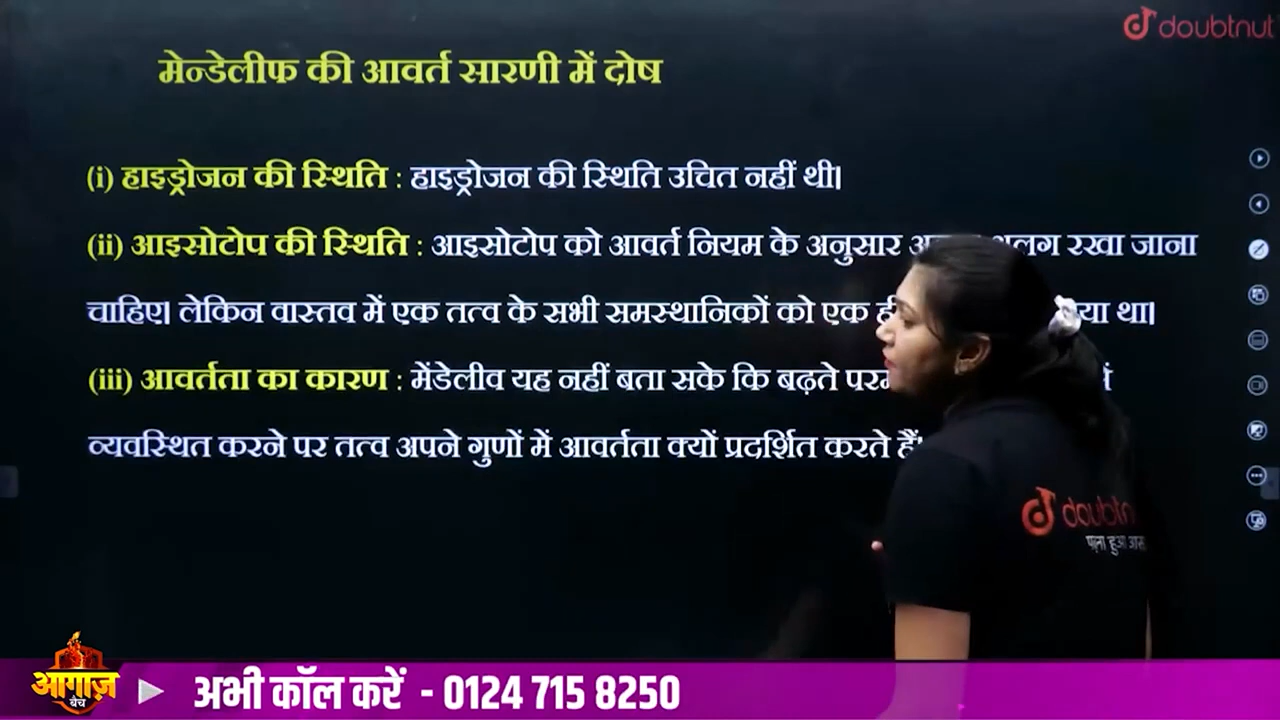 doubtnut
मेन्डेलीफ की आवर्त सारणी में दोष
(i) हाइड्रोजन की स्थिति : हाइड्रोजन की स्थिति उचित नहीं थी।
(ii) आइसोटोप की स्थिति : आइसोटोप को आवर्त नियम के अनुसार अलग रखा जाना
चाहिए। लेकिन वास्तव में एक तत्व के सभी समस्थानिकों को एक था।
(iii) आवर्तता का कारण : मेंडेलीव यह नहीं बता सके कि बढ़ते
व्यवस्थित करने पर तत्व अपने गुणों में आवर्तता क्यों प्रदर्शित करते हैं
doubtn
हुआ
आगाज़
बैच
अभी कॉल करें - 0124 715 8250